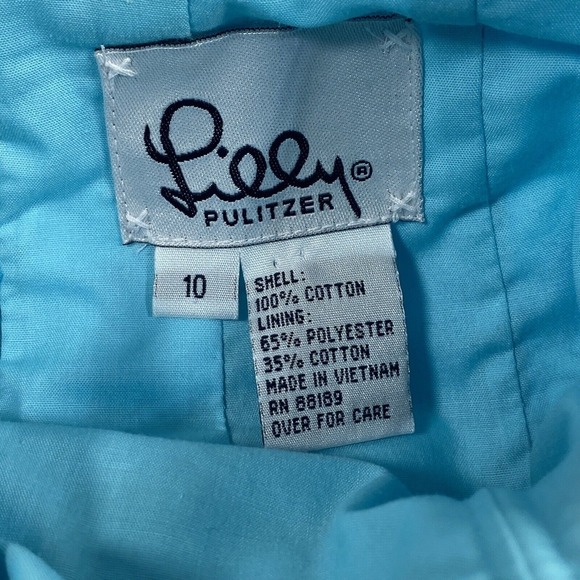 Lilly®
PULITZER
10
SHELL:
100% COTTON
LINING:
65% POLYESTER
35% COTTON
MADE IN VIETNAM
RN 88189
OVER FOR CARE